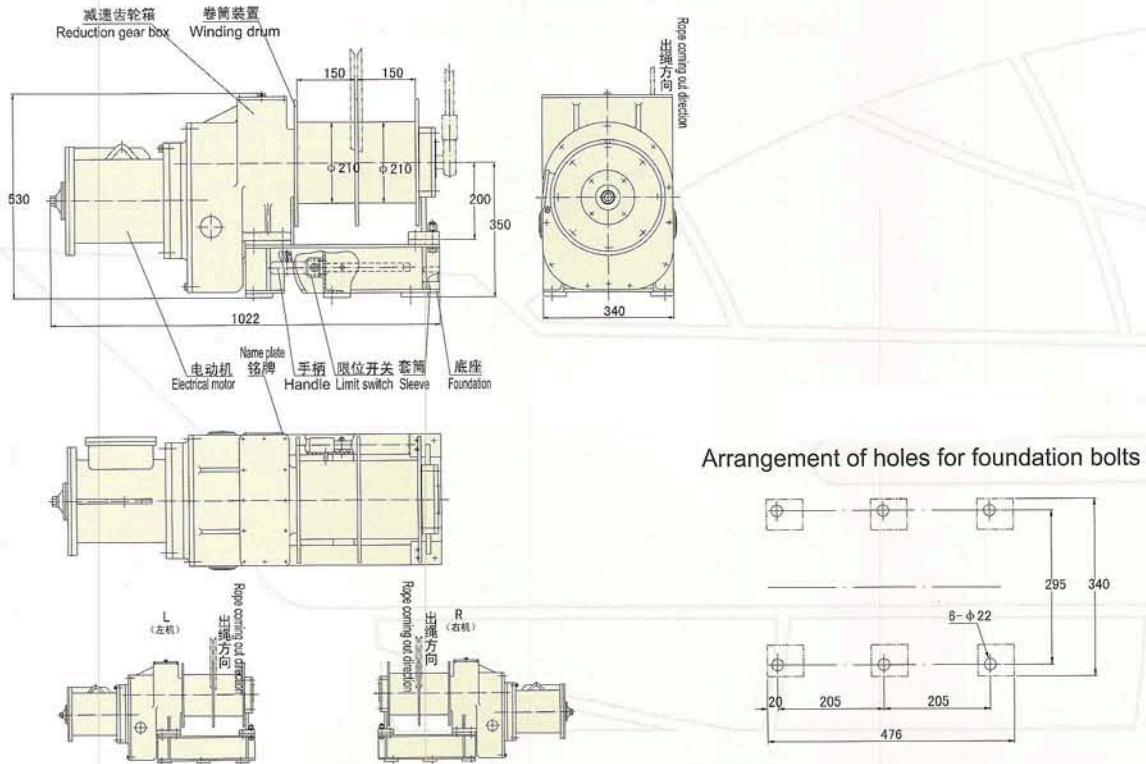 减速齿轮箱
Reduction gear box
卷筒装置
Winding drum
150
150
530
φ210
φ210
200
350
1022
出绳方向
Rope coming out direction
340
电动机
Electrical motor
Name plate
铭牌
手柄
Handle
限位开关
Limit switch
套筒
Sleeve
底座
Foundation
L
(左机)
出绳方向
Rope coming out direction
出绳方向
Rope coming out direction
R
(右机)
Arrangement of holes for foundation bolts
295
340
6-φ22
20
205
205
476